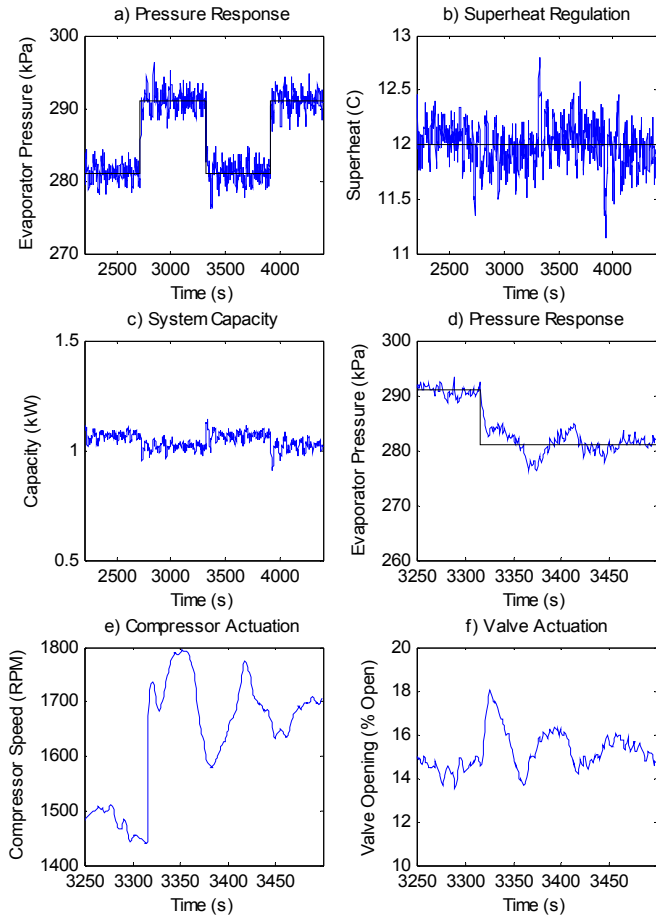 a) Pressure Response
300
290
280
270
Evaporator Pressure (kPa)
2500 3000 3500 4000
Time (s)
b) Superheat Regulation
13
12.5
12
11.5
11
Superheat (C)
2500 3000 3500 4000
Time (s)
c) System Capacity
1.5
1
0.5
Capacity (kW)
2500 3000 3500 4000
Time (s)
d) Pressure Response
300
290
280
270
260
Evaporator Pressure (kPa)
3250 3300 3350 3400 3450
Time (s)
e) Compressor Actuation
1800
1700
1600
1500
1400
Compressor Speed (RPM)
3250 3300 3350 3400 3450
Time (s)
f) Valve Actuation
20
18
16
14
12
10
Valve Opening (% Open)
3250 3300 3350 3400 3450
Time (s)